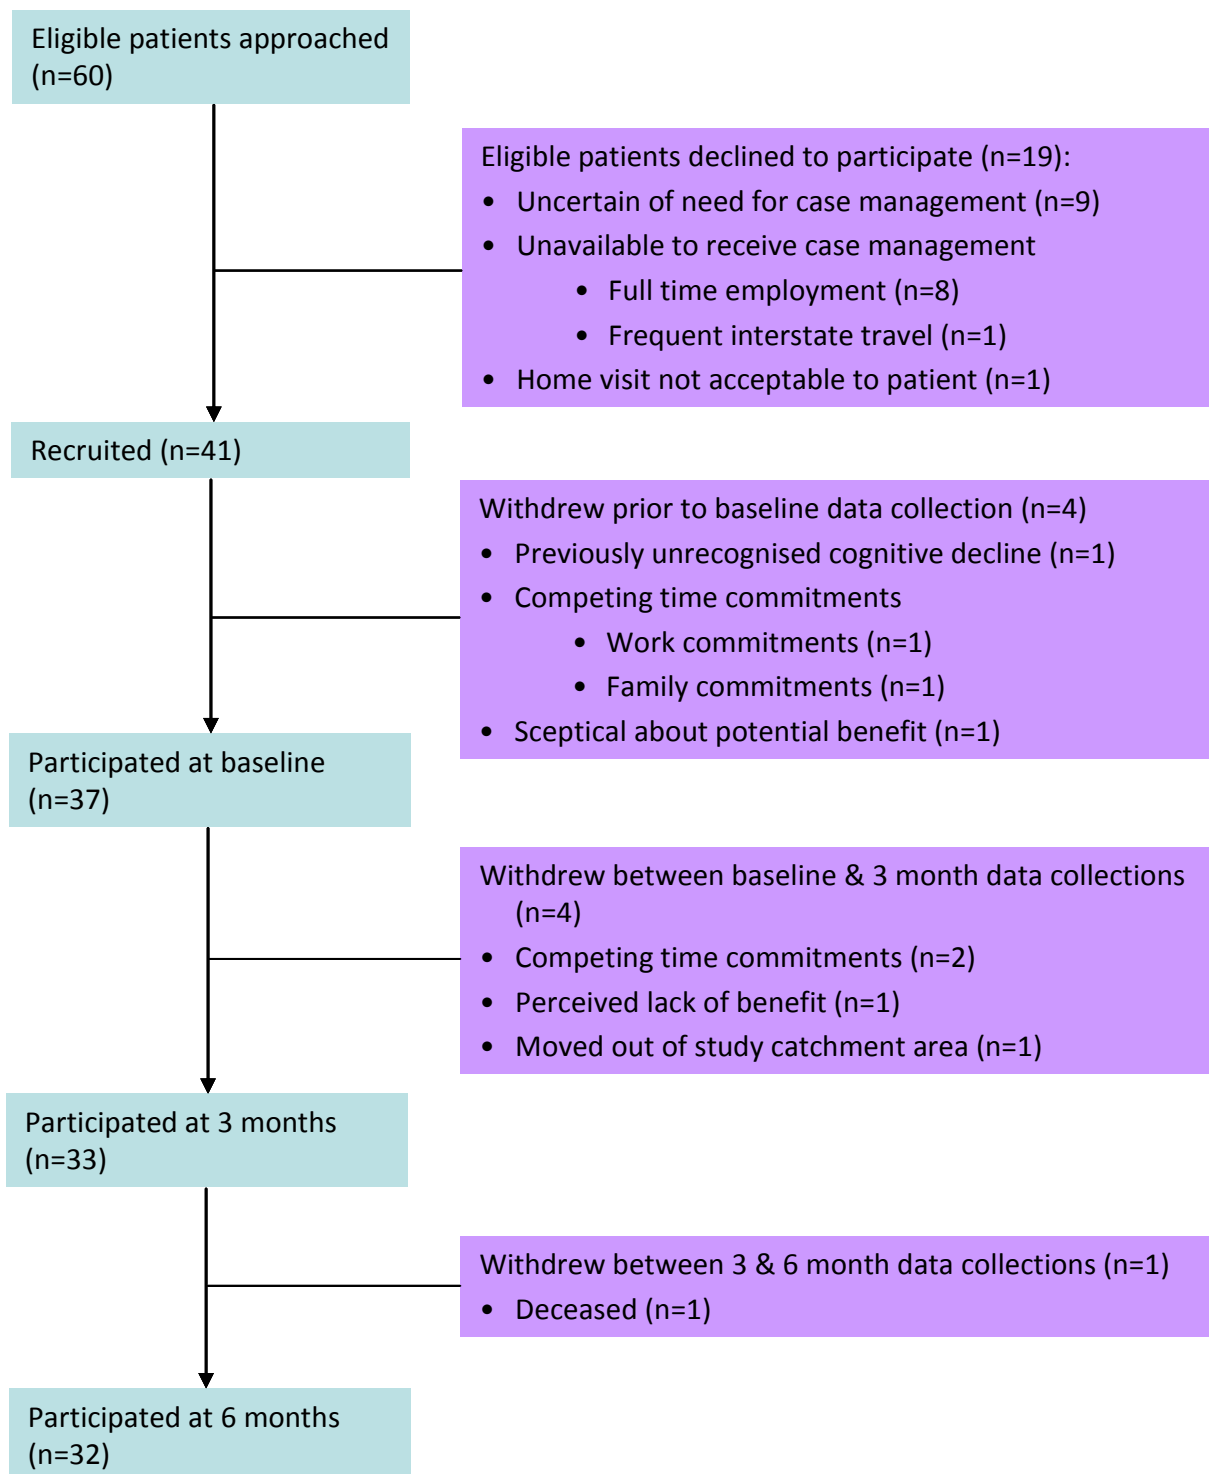 Eligible patients approached
(n=60)
Eligible patients declined to participate (n=19):
• Uncertain of need for case management (n=9)
• Unavailable to receive case management
• Full time employment (n=8)
• Frequent interstate travel (n=1)
• Home visit not acceptable to patient (n=1)
Recruited (n=41)
Withdrew prior to baseline data collection (n=4)
• Previously unrecognised cognitive decline (n=1)
• Competing time commitments
• Work commitments (n=1)
• Family commitments (n=1)
• Sceptical about potential benefit (n=1)
Participated at baseline
(n=37)
Withdrew between baseline & 3 month data collections
(n=4)
• Competing time commitments (n=2)
• Perceived lack of benefit (n=1)
• Moved out of study catchment area (n=1)
Participated at 3 months
(n=33)
Withdrew between 3 & 6 month data collections (n=1)
• Deceased (n=1)
Participated at 6 months
(n=32)